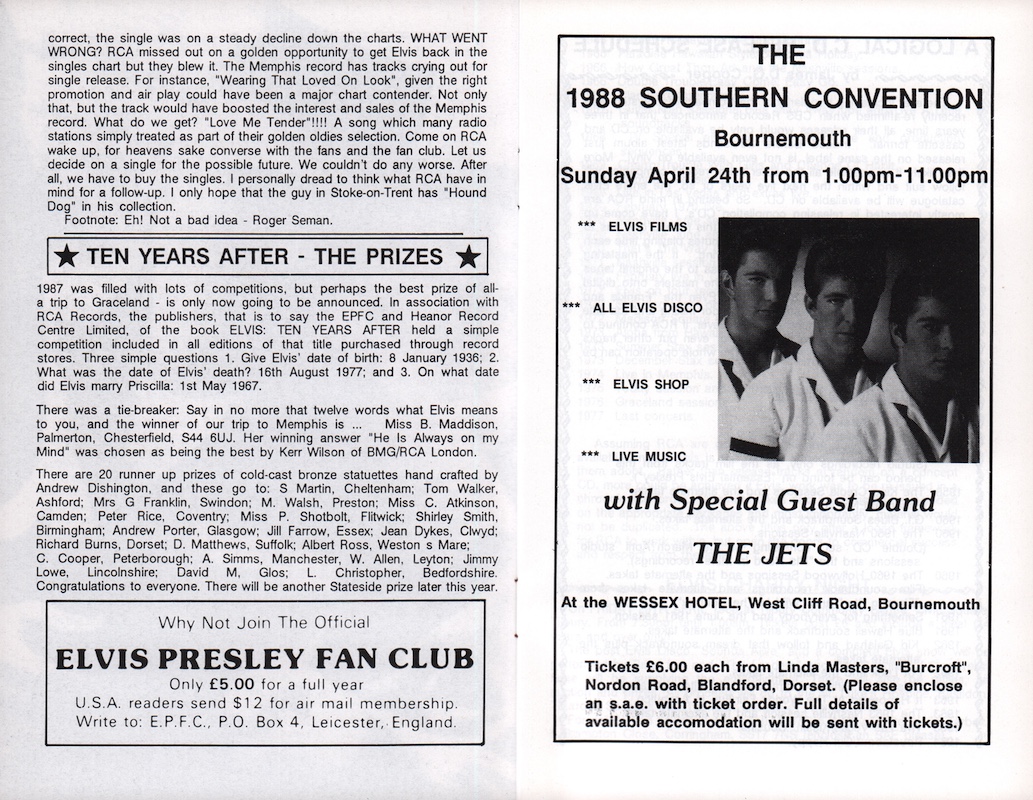 correct, the single was on a steady decline down the charts. WHAT WENT
WRONG? RCA missed out on a golden opportunity to get Elvis back in the
singles chart but they blew it. The Memphis record has tracks crying out for
single release. For instance, "Wearing That Loved On Look", given the right
promotion and air play could have been a major chart contender. Not only
that, but the track would have boosted the interest and sales of the Memphis
record. What do we get? "Love Me Tender"!!!! A song which many radio
stations simply treated as part of their golden oldies selection. Come on RCA
wake up, for heavens sake converse with the fans and the fan club. Let us
decide on a single for the possible future. We couldn't do any worse. After
all, we have to buy the singles. I personally dread to think what RCA have in
mind for a follow-up. I only hope that the guy in Stoke-on-Trent has "Hound
Dog" in his collection.
Footnote: Eh! Not a bad idea - Roger Seman.
★ TEN YEARS AFTER - THE PRIZES ★
1987 was filled with lots of competitions, but perhaps the best prize of all-
a trip to Graceland - is only now going to be announced. In association with
RCA Records, the publishers, that is to say the EPFC and Heanor Record
Centre Limited, of the book ELVIS: TEN YEARS AFTER held a simple
competition included in all editions of that title purchased through record
stores. Three simple questions 1. Give Elvis' date of birth: 8 January 1936; 2.
What was the date of Elvis' death? 16th August 1977; and 3. On what date
did Elvis marry Priscilla: 1st May 1967.
There was a tie-breaker: Say in no more that twelve words what Elvis means
to you, and the winner of our trip to Memphis is ... Miss B. Maddison,
Palmerton, Chesterfield, S44 6UJ. Her winning answer "He Is Always on my
Mind" was chosen as being the best by Kerr Wilson of BMG/RCA London.
There are 20 runner up prizes of cold-cast bronze statuettes hand crafted by
Andrew Dishington, and these go to: S Martin, Cheltenham; Tom Walker,
Ashford; Mrs G Franklin, Swindon; M. Walsh, Preston; Miss C. Atkinson,
Camden; Peter Rice, Coventry; Miss P. Shotbolt, Flitwick; Shirley Smith,
Birmingham; Andrew Porter, Glasgow; Jill Farrow, Essex; Jean Dykes, Clwyd;
Richard Burns, Dorset; D. Matthews, Suffolk; Albert Ross, Weston s Mare;
C. Cooper, Peterborough; A. Simms, Manchester, W. Allen, Leyton; Jimmy
Lowe, Lincolnshire; David M, Glos; L. Christopher, Bedfordshire.
Congratulations to everyone. There will be another Stateside prize later this year.
Why Not Join The Official
ELVIS PRESLEY FAN CLUB
Only £5.00 for a full year
U.S.A. readers send $12 for air mail membership.
Write to: E.P.F.C., P.O. Box 4, Leicester, England.
THE
1988 SOUTHERN CONVENTION
Bournemouth
Sunday April 24th from 1.00pm-11.00pm
*** ELVIS FILMS
*** ALL ELVIS DISCO
*** ELVIS SHOP
*** LIVE MUSIC
with Special Guest Band
THE JETS
At the WESSEX HOTEL, West Cliff Road, Bournemouth
Tickets £6.00 each from Linda Masters, "Burcroft",
Nordon Road, Blandford, Dorset. (Please enclose
an s.a.e. with ticket order. Full details of
available accomodation will be sent with tickets.)